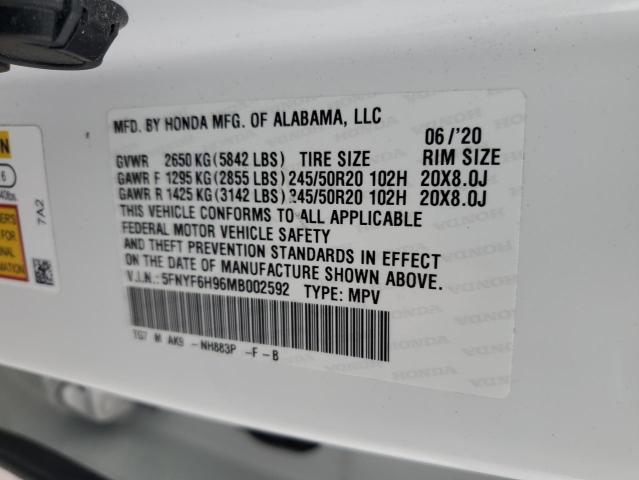 MFD. BY HONDA MFG. OF ALABAMA, LLC 06/'20
GVWR 2650 KG (5842 LBS) TIRE SIZE RIM SIZE
GAWR F 1295 KG (2855 LBS) 245/50R20 102H 20X8.0J
GAWR R 1425 KG (3142 LBS) 245/50R20 102H 20X8.0J
THIS VEHICLE CONFORMS TO ALL APPLICABLE
FEDERAL MOTOR VEHICLE SAFETY
AND THEFT PREVENTION STANDARDS IN EFFECT
ON THE DATE OF MANUFACTURE SHOWN ABOVE.
V.I.N.: 5FNYF6H96MB002592 TYPE: MPV
TG7 M AK9 - NH883P -F -B
7A2
6